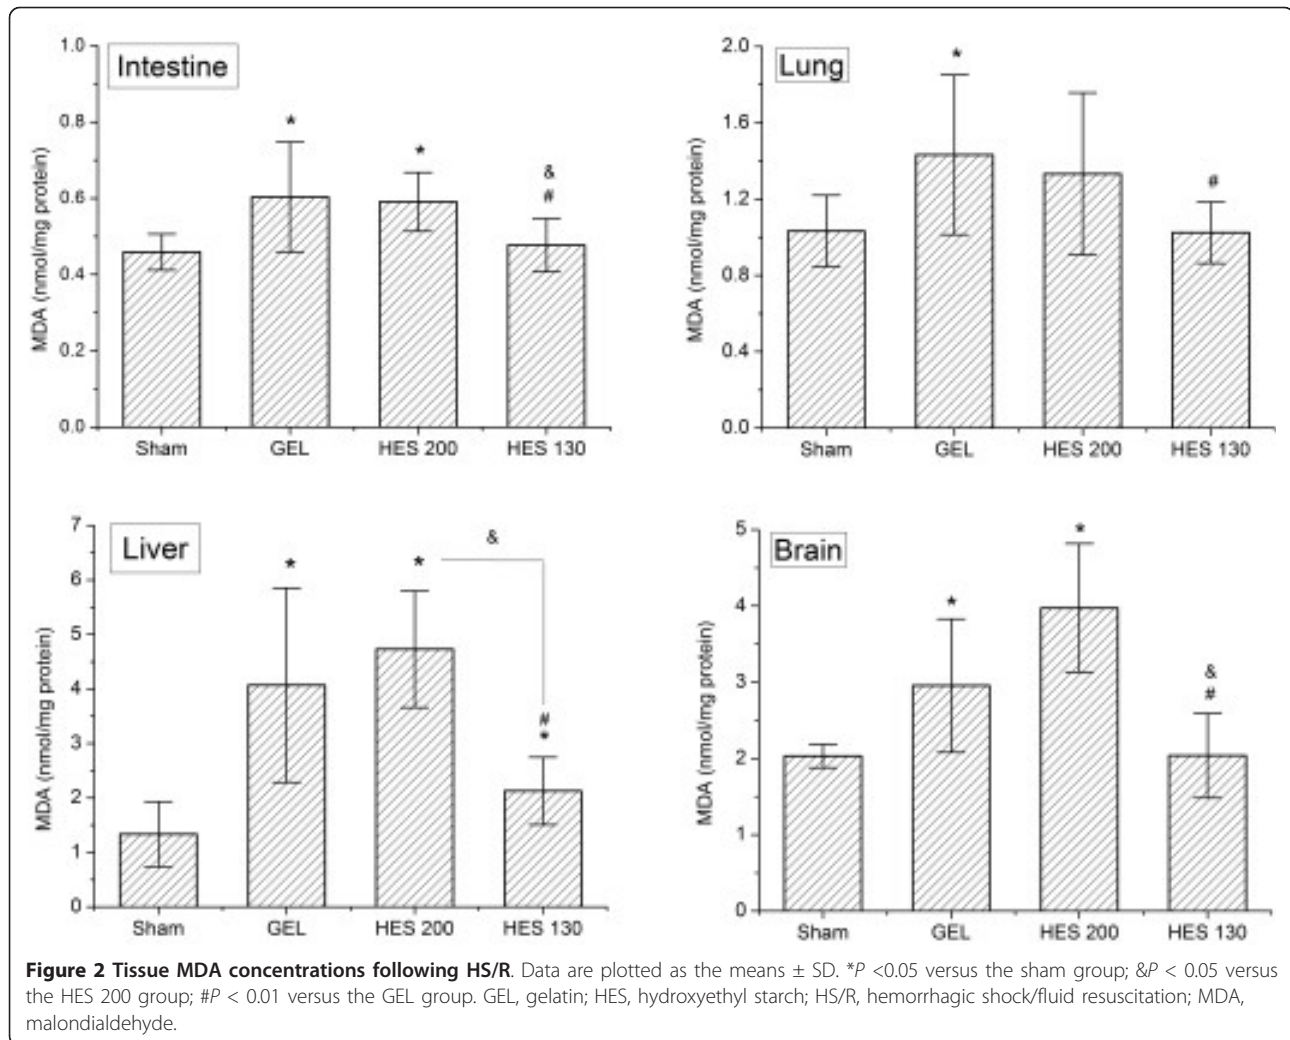 Intestine
*
*
&
#
MDA (nmol/mg protein)
1.0
0.8
0.6
0.4
0.2
0.0
Sham GEL HES 200 HES 130
Lung
*
#
MDA (nmol/mg protein)
2.0
1.6
1.2
0.8
0.4
0.0
Sham GEL HES 200 HES 130
Liver
&
*
*
#
*
MDA (nmol/mg protein)
7
6
5
4
3
2
1
0
Sham GEL HES 200 HES 130
Brain
*
*
&
#
MDA (nmol/mg protein)
5
4
3
2
1
0
Sham GEL HES 200 HES 130
Figure 2 Tissue MDA concentrations following HS/R. Data are plotted as the means ± SD. *P <0.05 versus the sham group; &P < 0.05 versus
the HES 200 group; #P < 0.01 versus the GEL group. GEL, gelatin; HES, hydroxyethyl starch; HS/R, hemorrhagic shock/fluid resuscitation; MDA,
malondialdehyde.